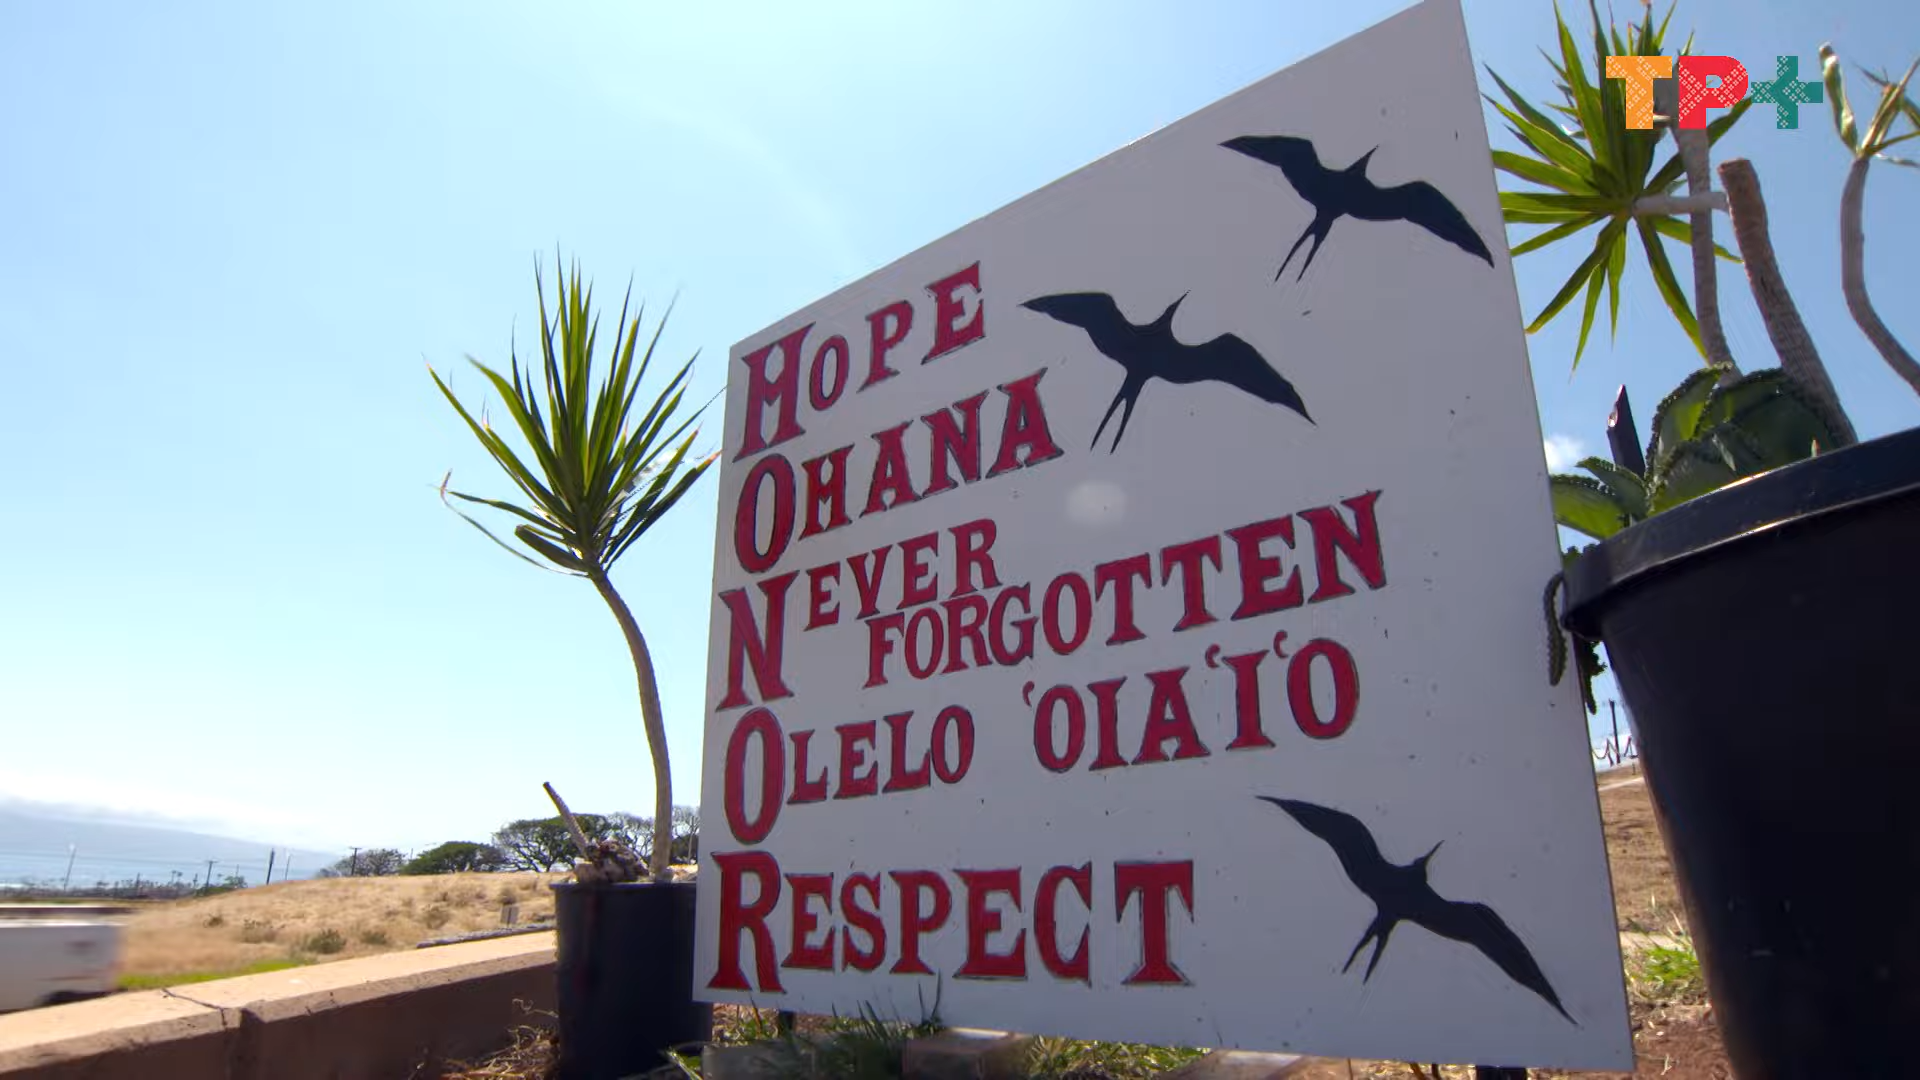 TP+
HOPE
OHANA
NEVER
FORGOTTEN
OLELO ʻOIAʻIʻO
RESPECT